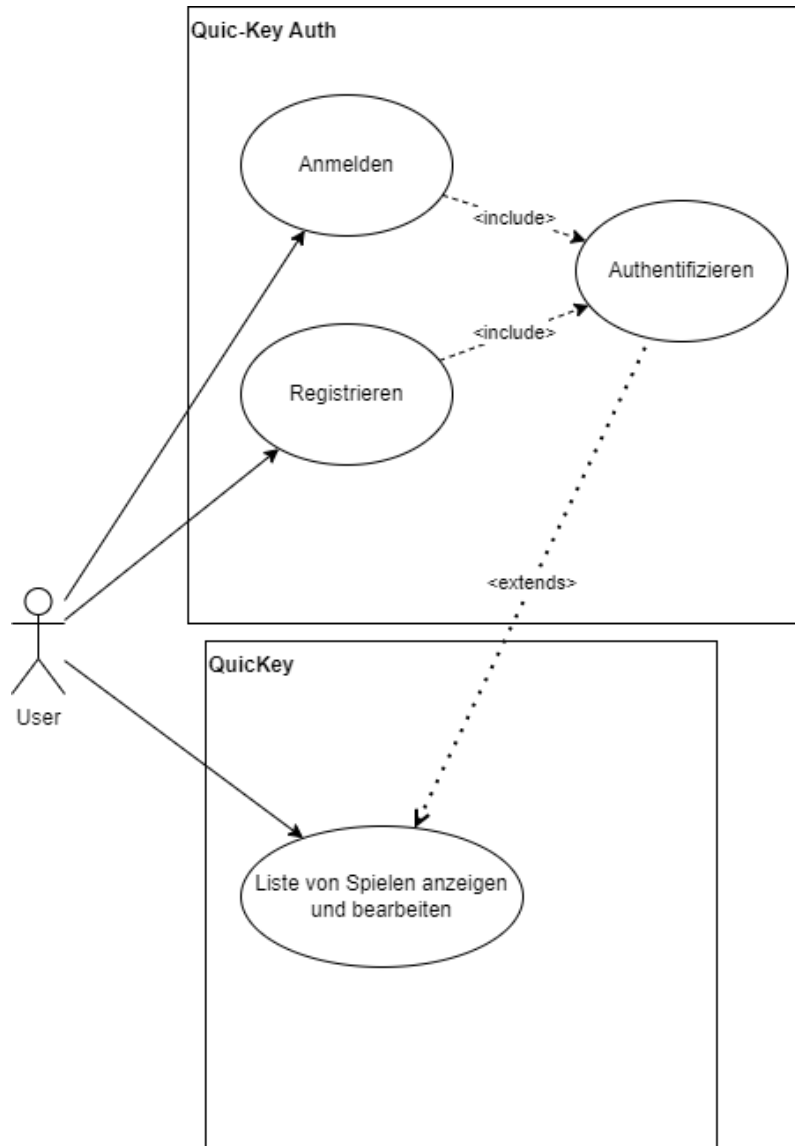 Quic-Key Auth
Anmelden
<include>
Authentifizieren
<include>
Registrieren
<extends>
User
QuicKey
Liste von Spielen anzeigen
und bearbeiten